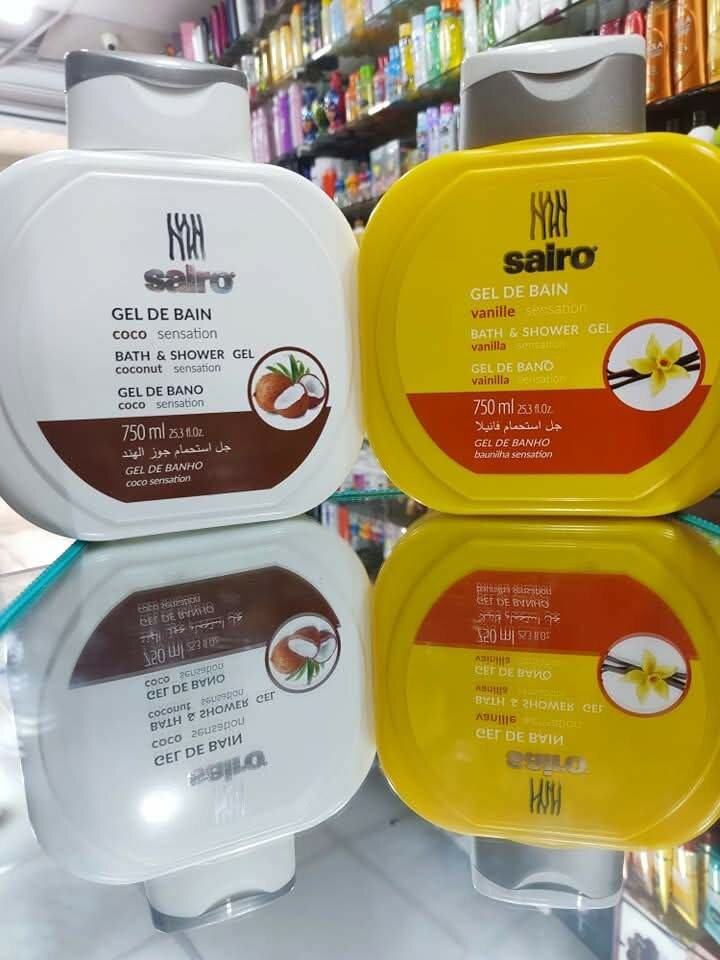 sairo
GEL DE BAIN
coco sensation
BATH & SHOWER GEL
coconut sensation
GEL DE BANO
coco sensation
750 ml 25.3 fl.Oz.
جل استحمام جوز الهند
GEL DE BANHO
coco sensation
sairo
GEL DE BAIN
vanille sensation
BATH & SHOWER GEL
vanilla sensation
GEL DE BANO
vainilla sensation
750 ml 25.3 fl.Oz.
جل استحمام فانيلا
GEL DE BANHO
baunilha sensation